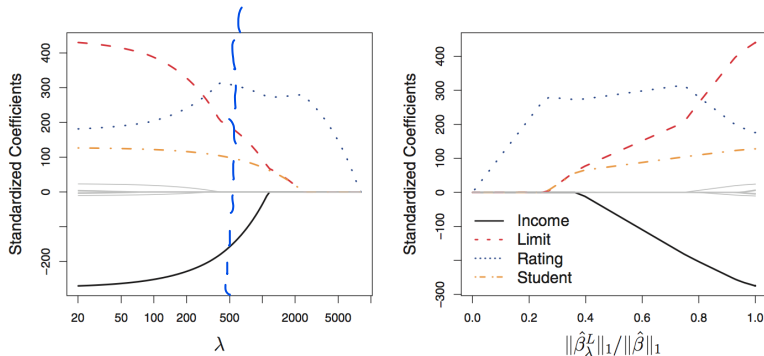 Standardized Coefficients
400
300
200
100
0
-200
20 50 100 200 500 2000 5000
λ
Standardized Coefficients
400
300
200
100
0
-100
-300
Income
Limit
Rating
Student
0.0 0.2 0.4 0.6 0.8 1.0
‖β̂λᴸ‖₁/‖β̂‖₁